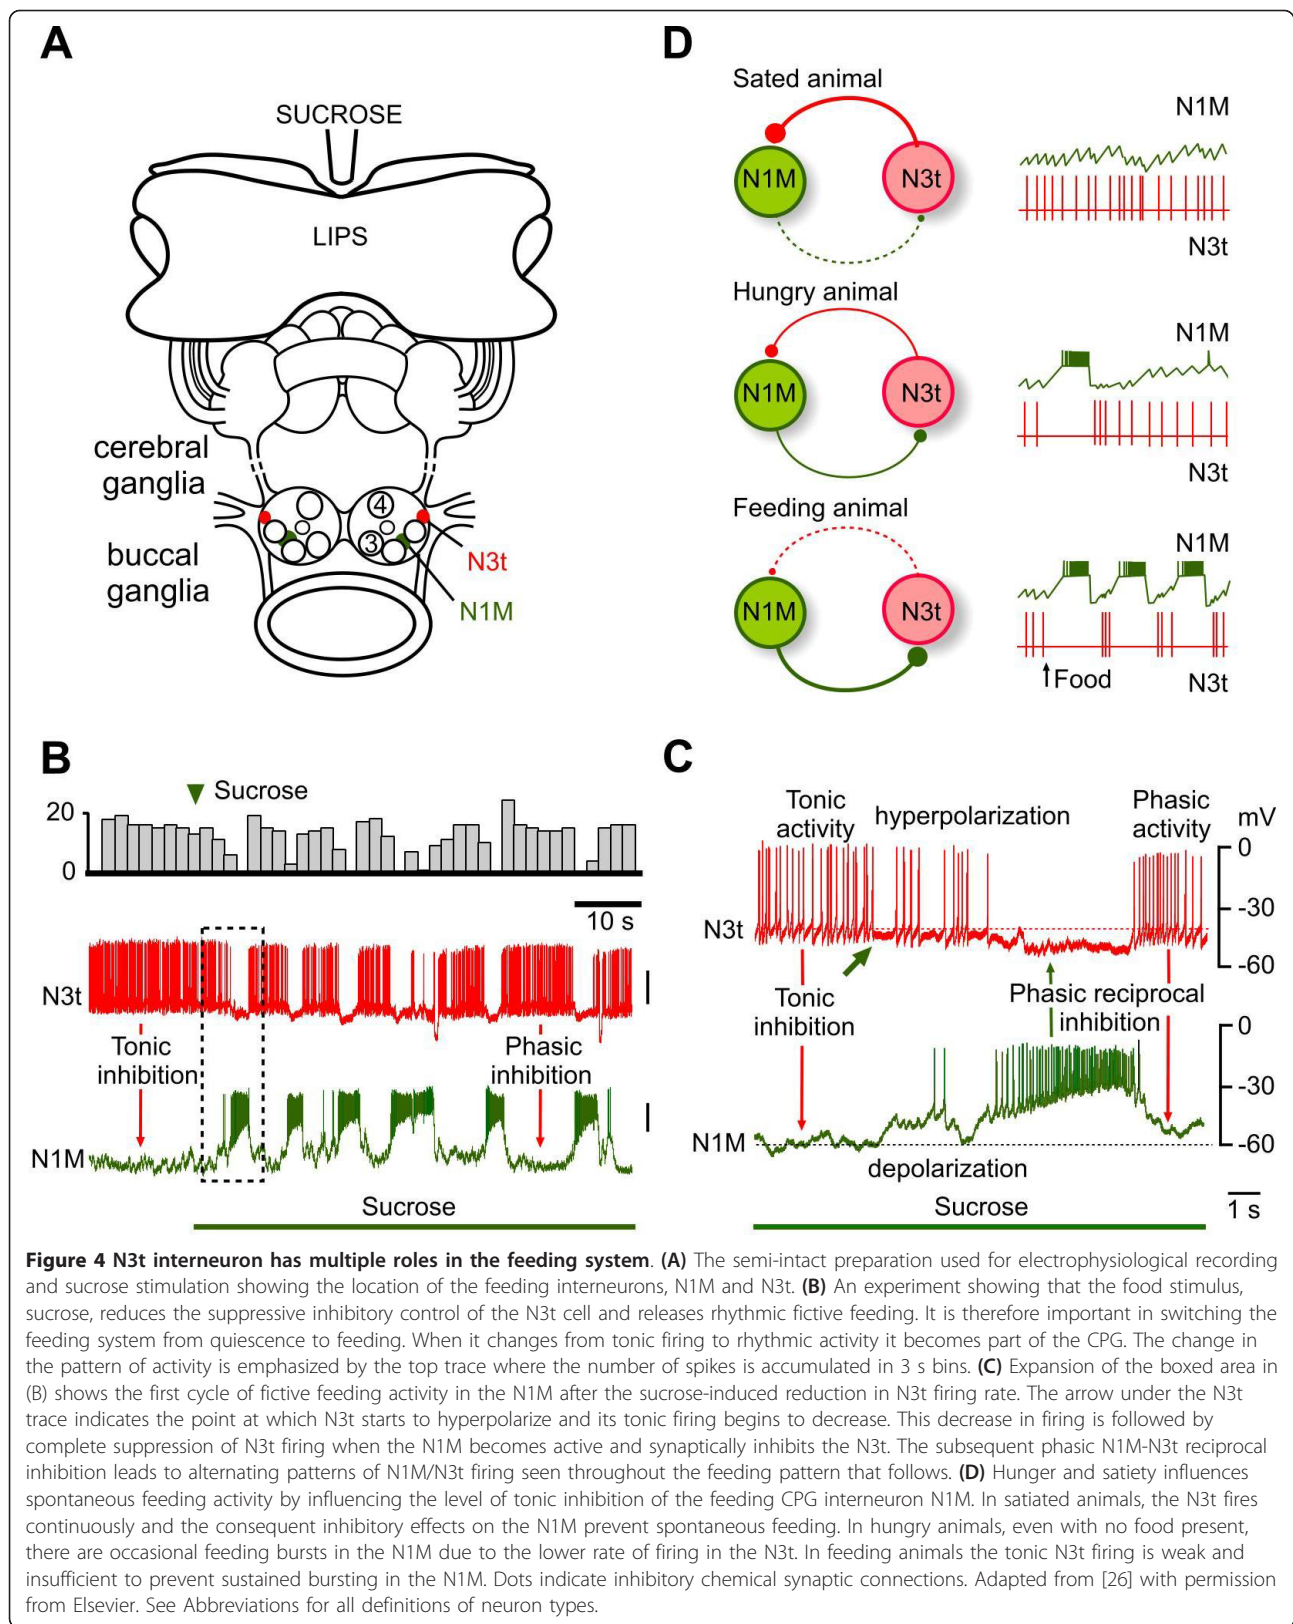 A
SUCROSE
LIPS
cerebral
ganglia
buccal
ganglia
4
3
N3t
N1M
D
Sated animal
N1M
N3t
N1M
N3t
Hungry animal
N1M
N3t
N1M
N3t
Feeding animal
N1M
N3t
N1M
Food
N3t
B
Sucrose
20
0
10 s
N3t
Tonic
inhibition
Phasic
inhibition
N1M
Sucrose
C
Tonic
activity
hyperpolarization
Phasic
activity
mV
0
-30
-60
N3t
Tonic
inhibition
Phasic reciprocal
inhibition
0
-30
-60
N1M
depolarization
Sucrose
1 s
Figure 4 N3t interneuron has multiple roles in the feeding system. (A) The semi-intact preparation used for electrophysiological recording
and sucrose stimulation showing the location of the feeding interneurons, N1M and N3t. (B) An experiment showing that the food stimulus,
sucrose, reduces the suppressive inhibitory control of the N3t cell and releases rhythmic fictive feeding. It is therefore important in switching the
feeding system from quiescence to feeding. When it changes from tonic firing to rhythmic activity it becomes part of the CPG. The change in
the pattern of activity is emphasized by the top trace where the number of spikes is accumulated in 3 s bins. (C) Expansion of the boxed area in
(B) shows the first cycle of fictive feeding activity in the N1M after the sucrose-induced reduction in N3t firing rate. The arrow under the N3t
trace indicates the point at which N3t starts to hyperpolarize and its tonic firing begins to decrease. This decrease in firing is followed by
complete suppression of N3t firing when the N1M becomes active and synaptically inhibits the N3t. The subsequent phasic N1M-N3t reciprocal
inhibition leads to alternating patterns of N1M/N3t firing seen throughout the feeding pattern that follows. (D) Hunger and satiety influences
spontaneous feeding activity by influencing the level of tonic inhibition of the feeding CPG interneuron N1M. In satiated animals, the N3t fires
continuously and the consequent inhibitory effects on the N1M prevent spontaneous feeding. In hungry animals, even with no food present,
there are occasional feeding bursts in the N1M due to the lower rate of firing in the N3t. In feeding animals the tonic N3t firing is weak and
insufficient to prevent sustained bursting in the N1M. Dots indicate inhibitory chemical synaptic connections. Adapted from [26] with permission
from Elsevier. See Abbreviations for all definitions of neuron types.